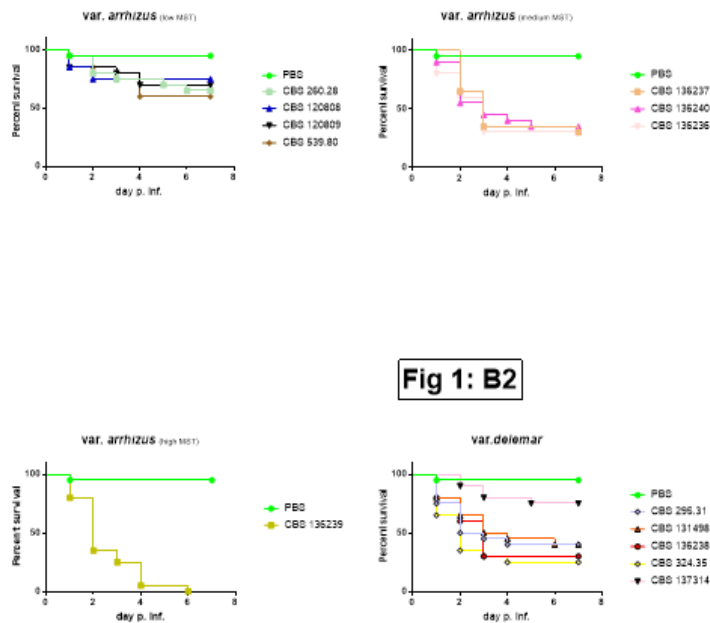 var. arrhizus (low MST)
Percent survival
100
50
0
0 2 4 6 8
day p. Inf.
PBS
CBS 260.28
CBS 120808
CBS 120809
CBS 539.80
var. arrhizus (medium MST)
Percent survival
100
50
0
0 2 4 6 8
day p. Inf.
PBS
CBS 136237
CBS 136240
CBS 136236
Fig 1: B2
var. arrhizus (high MST)
Percent survival
100
50
0
0 2 4 6 8
day p. Inf.
PBS
CBS 136239
var.delemar
Percent survival
100
50
0
0 2 4 6 8
day p. Inf.
PBS
CBS 295.31
CBS 131498
CBS 136238
CBS 324.35
CBS 137314